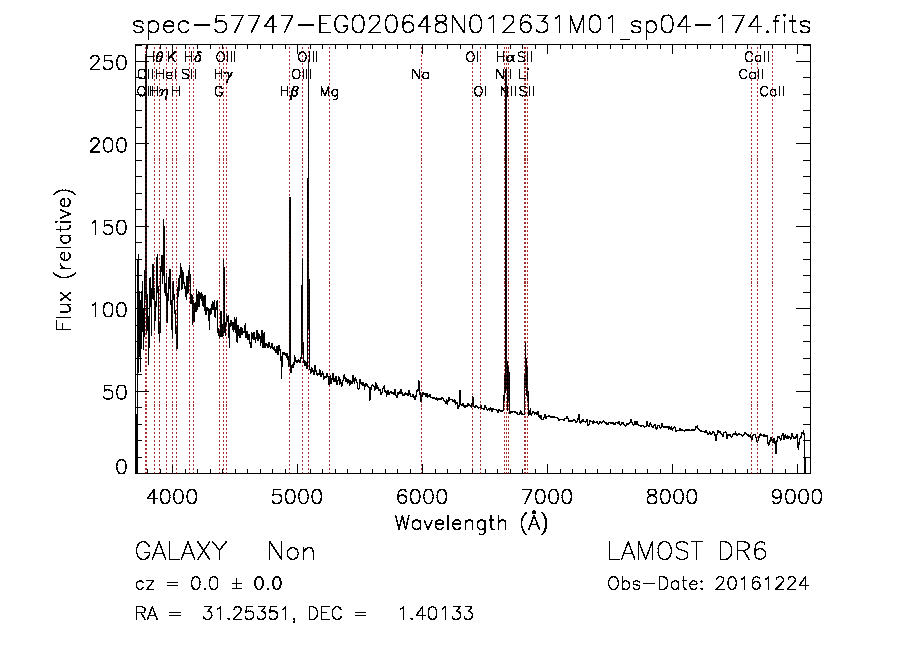 spec-57747-EG020648N012631M01_sp04-174.fits
Hθ K Hδ OIII OIII OI Hα SII CaII
OII HeI SII Hγ OIII Na NI Li CaII
OII Hη H G Hβ Mg OI NII SII CaII
250
200
150
100
50
0
Flux (relative)
4000 5000 6000 7000 8000 9000
Wavelength (Å)
GALAXY Non LAMOST DR6
cz = 0.0 ± 0.0 Obs-Date: 20161224
RA = 31.25351, DEC = 1.40133